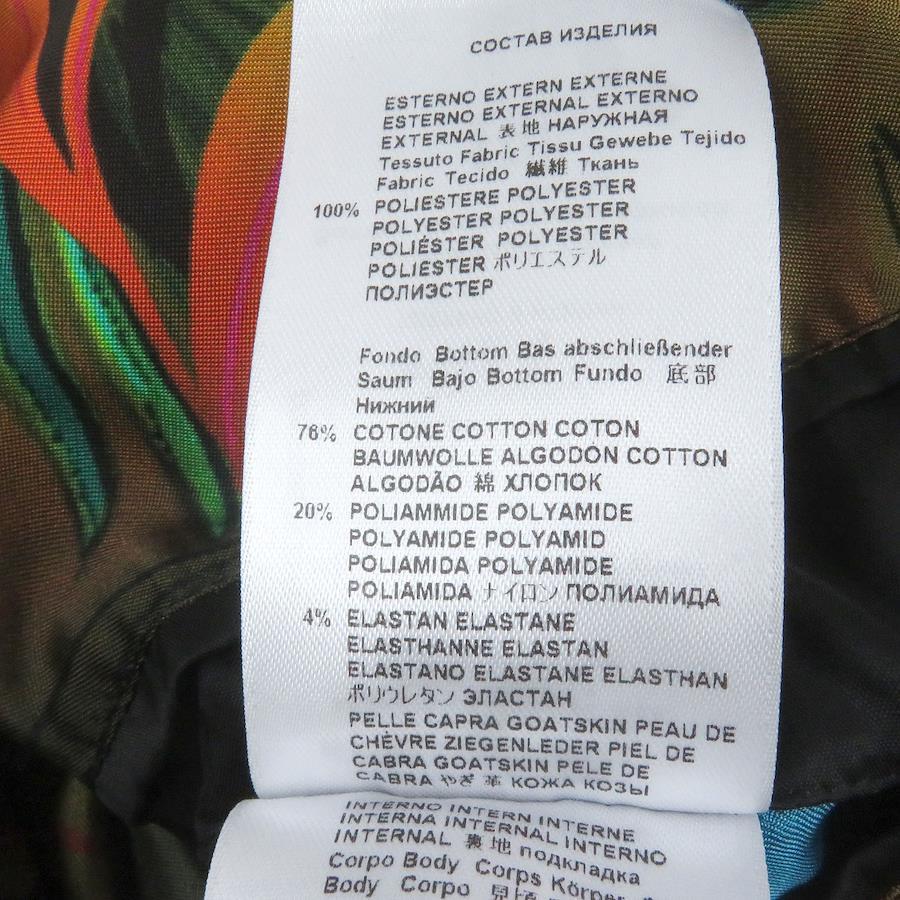 СОСТАВ ИЗДЕЛИЯ
ESTERNO EXTERN EXTERNE
ESTERNO EXTERNAL EXTERNO
EXTERNAL 表地 НАРУЖНАЯ
Tessuto Fabric Tissu Gewebe Tejido
Fabric Tecido 繊維 Ткань
100% POLIESTERE POLYESTER
POLYESTER POLYESTER
POLIÉSTER POLYESTER
POLIESTER ポリエステル
ПОЛИЭСТЕР
Fondo Bottom Bas abschließender
Saum Bajo Bottom Fundo 底部
Нижний
76% COTONE COTTON COTON
BAUMWOLLE ALGODÓN COTTON
ALGODÃO 綿 ХЛОПОК
20% POLIAMMIDE POLYAMIDE
POLYAMIDE POLYAMID
POLIAMIDA POLYAMIDE
POLIAMIDA ナイロン ПОЛИАМИДА
4% ELASTAN ELASTANE
ELASTHANNE ELASTAN
ELASTANO ELASTANE ELASTHAN
ポリウレタン ЭЛАСТАН
PELLE CAPRA GOATSKIN PEAU DE
CHÈVRE ZIEGENLEDER PIEL DE
CABRA GOATSKIN PELE DE
CABRA やぎ革 КОЖА КОЗЫ
INTERNO INTERN INTERNE
INTERNA INTERNAL INTERNO
INTERNAL 裏地 подкладка
Corpo Body Corps Körper
Body Corpo 見頃